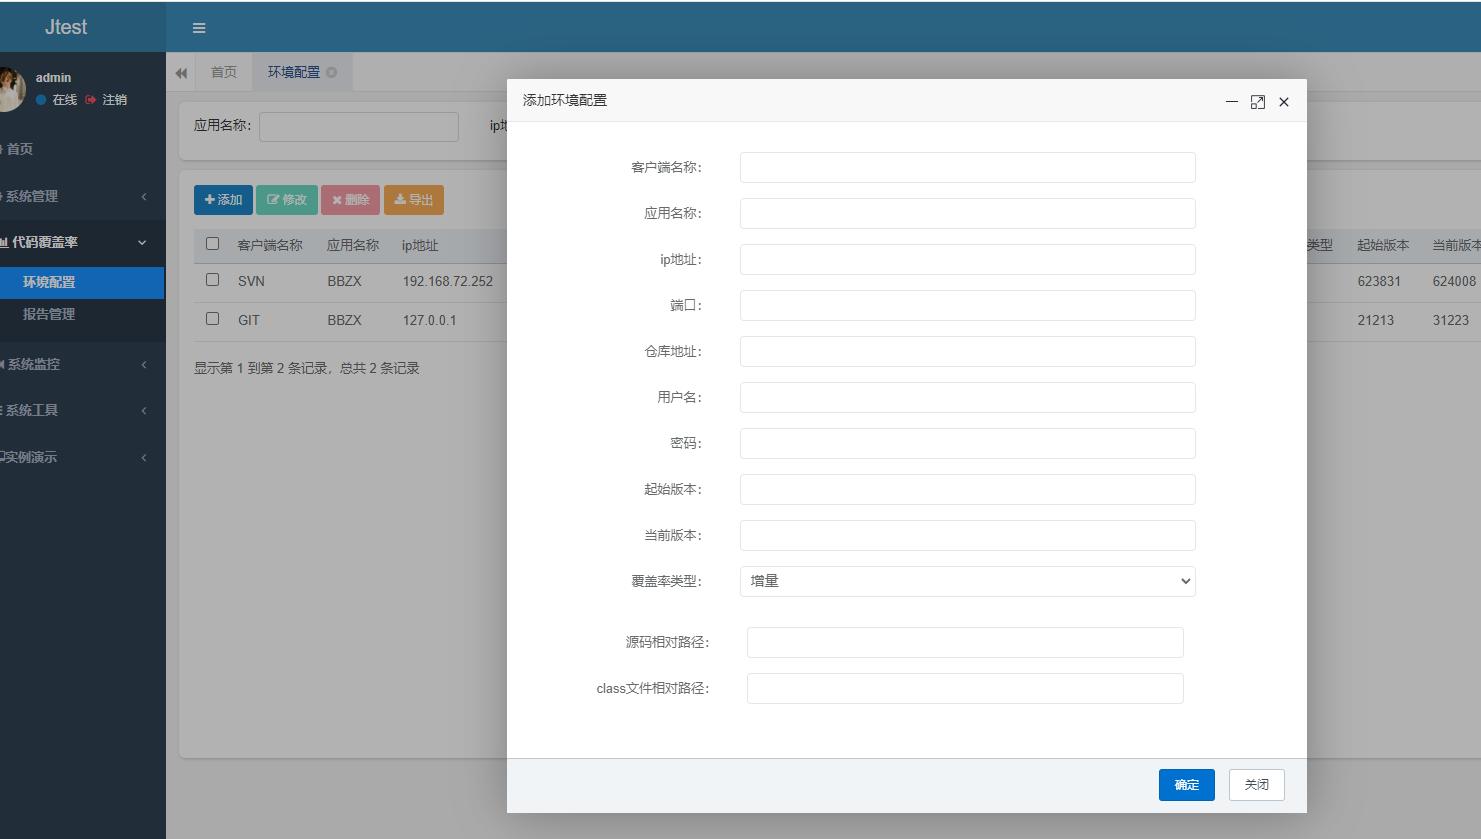 Jtest
admin
在线 注销
首页
系统管理
代码覆盖率
环境配置
报告管理
系统监控
系统工具
实例演示
首页 环境配置
应用名称： ip地
添加 修改 删除 导出
客户端名称 应用名称 ip地址 类型 起始版本 当前版本
SVN BBZX 192.168.72.252 623831 624008
GIT BBZX 127.0.0.1 21213 31223
显示第 1 到第 2 条记录，总共 2 条记录
添加环境配置
客户端名称：
应用名称：
ip地址：
端口：
仓库地址：
用户名：
密码：
起始版本：
当前版本：
覆盖率类型： 增量
源码相对路径：
class文件相对路径：
确定 关闭